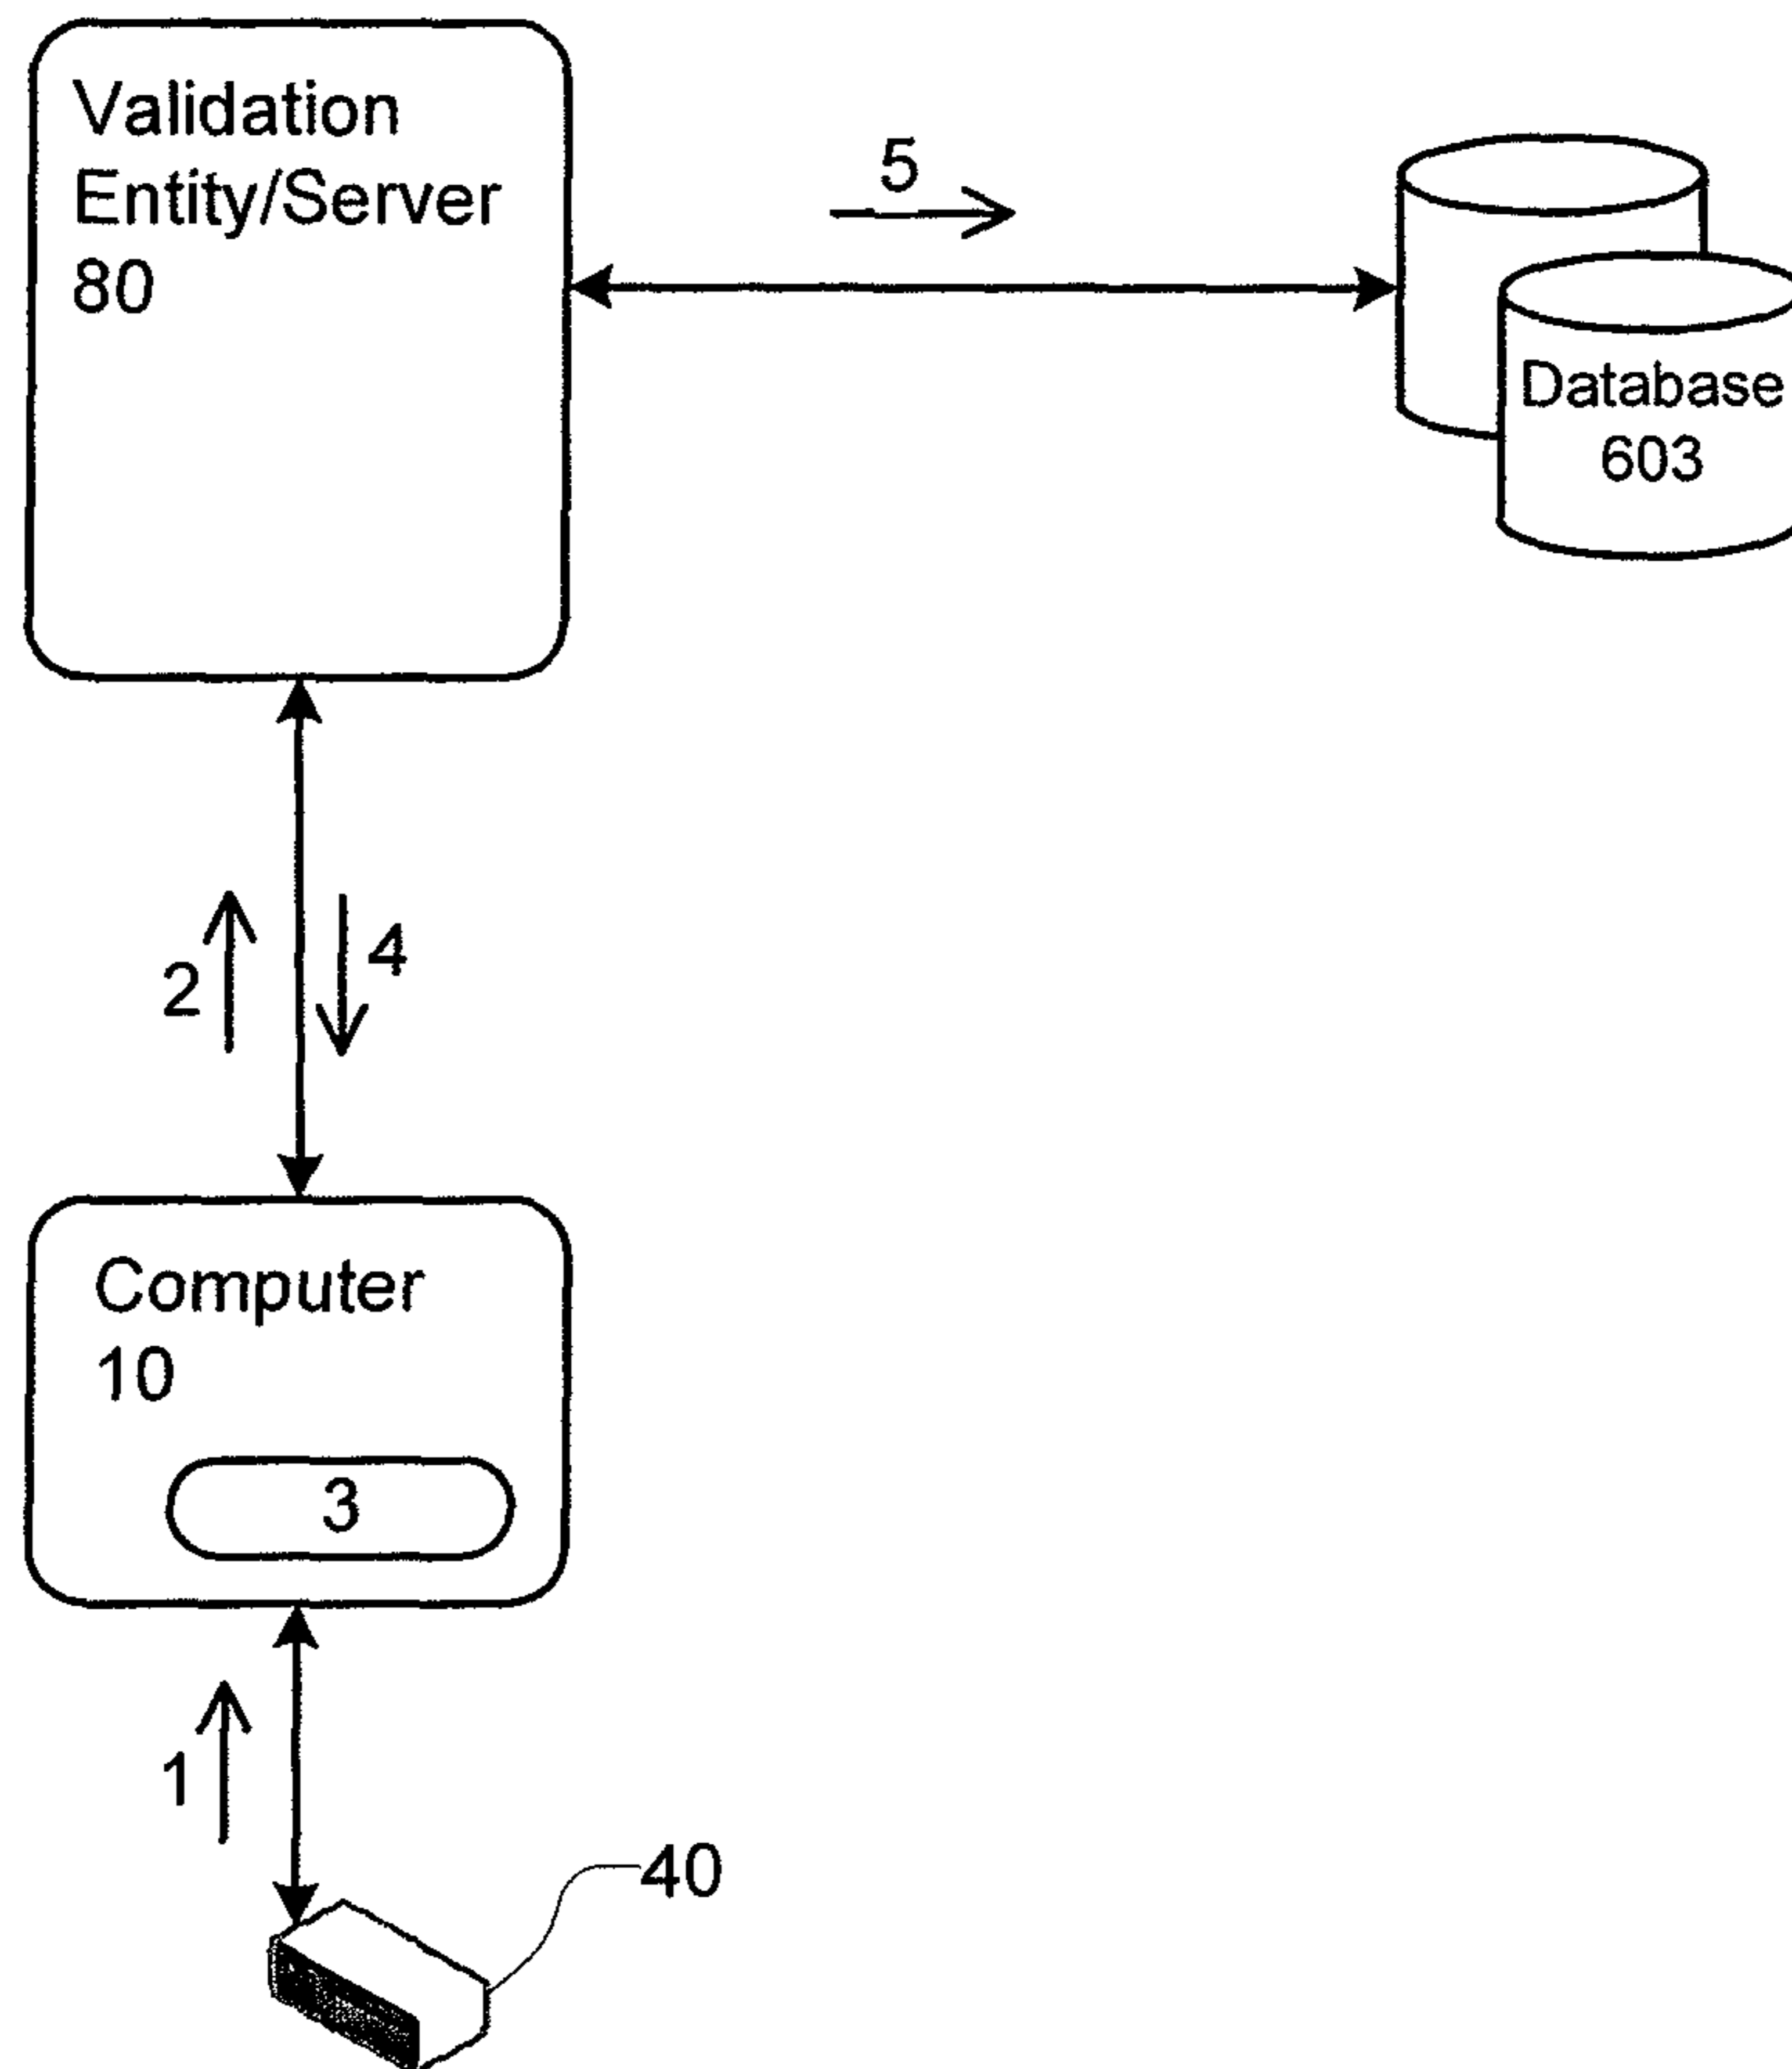 Validation
Entity/Server
80
5
Database
603
2
4
Computer
10
3
1
40